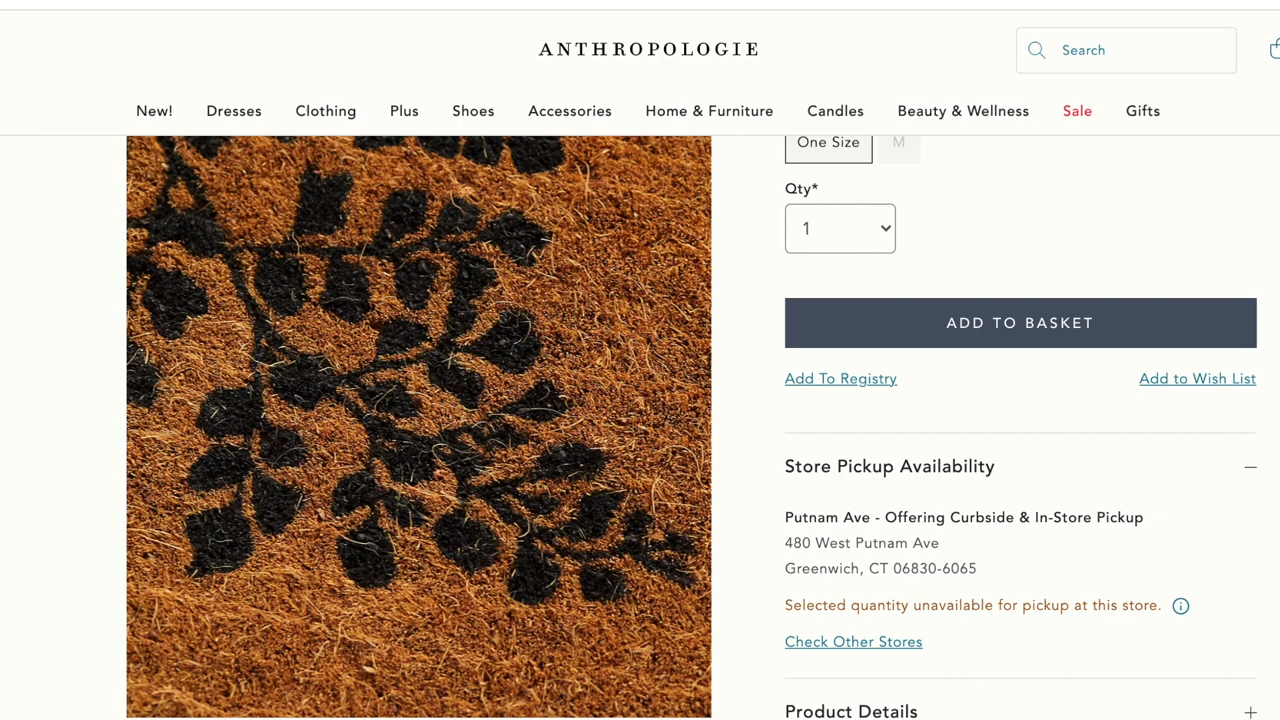 ANTHROPOLOGIE
Search
New! Dresses Clothing Plus Shoes Accessories Home & Furniture Candles Beauty & Wellness Sale Gifts
One Size M
Qty*
1
ADD TO BASKET
Add To Registry Add to Wish List
Store Pickup Availability
Putnam Ave - Offering Curbside & In-Store Pickup
480 West Putnam Ave
Greenwich, CT 06830-6065
Selected quantity unavailable for pickup at this store.
Check Other Stores
Product Details